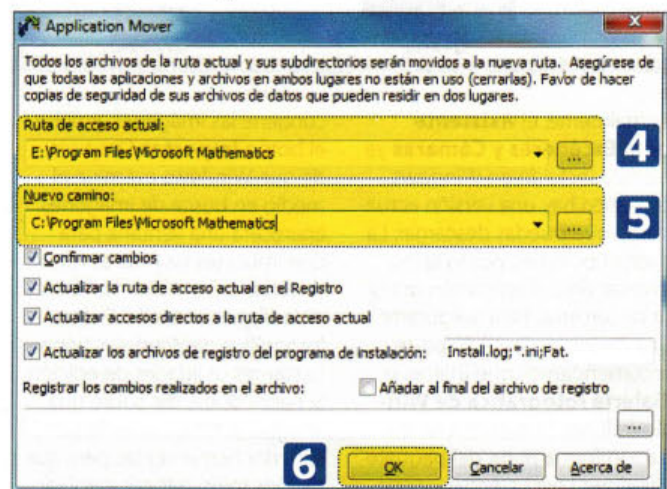 Application Mover
Todos los archivos de la ruta actual y sus subdirectorios serán movidos a la nueva ruta. Asegúrese de
que todas las aplicaciones y archivos en ambos lugares no están en uso (cerrarlas). Favor de hacer
copias de seguridad de sus archivos de datos que pueden residir en dos lugares.
Ruta de acceso actual:
E:\Program Files\Microsoft Mathematics
...
4
Nuevo camino:
C:\Program Files\Microsoft Mathematics
...
5
Confirmar cambios
Actualizar la ruta de acceso actual en el Registro
Actualizar accesos directos a la ruta de acceso actual
Actualizar los archivos de registro del programa de instalación: Install.log;*.ini;Fat.
Registrar los cambios realizados en el archivo: Añadar al final del archivo de registro
...
6
OK
Cancelar
Acerca de